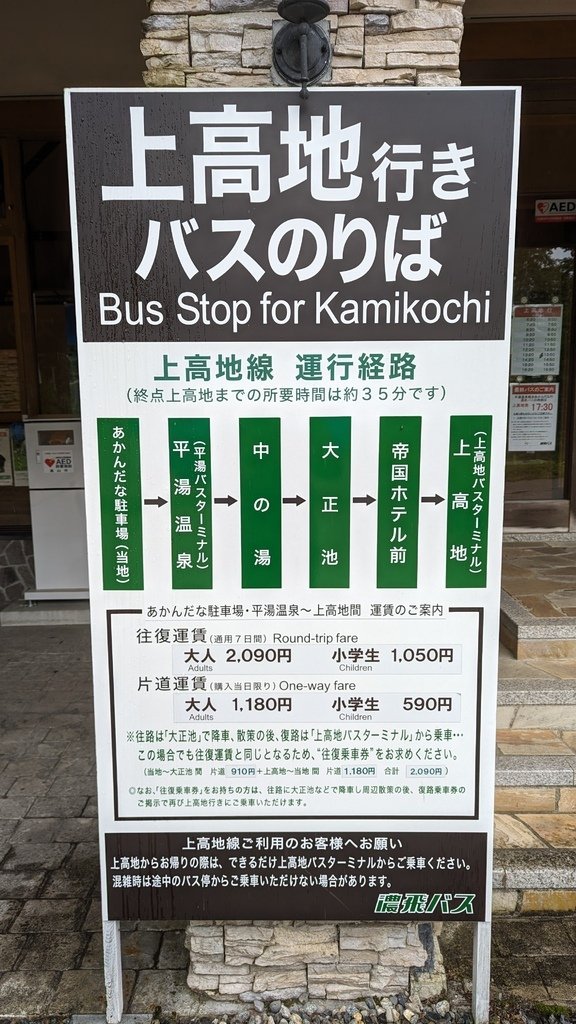 上高地行き
バスのりば
Bus Stop for Kamikochi
上高地線 運行経路
(終点上高地までの所要時間は約35分です)
あかんだな駐車場(当地)
平湯温泉
(平湯バスターミナル)
中の湯
大正池
帝国ホテル前
上高地
(上高地バスターミナル)
あかんだな駐車場・平湯温泉～上高地間 運賃のご案内
往復運賃(通用7日間) Round-trip fare
大人 2,090円 小学生 1,050円
Adults Children
片道運賃(購入当日限り) One-way fare
大人 1,180円 小学生 590円
Adults Children
※往路は「大正池」で降車、散策の後、復路は「上高地バスターミナル」から乗車…
この場合でも往復運賃と同じとなるため、“往復乗車券”をお求めください。
(当地～大正池間 片道 910円+上高地～当地間 片道 1,180円 合計 2,090円)
◎なお、「往復乗車券」をお持ちの方は、往路に大正池などで降車し周辺散策の後、復路乗車券の
ご掲示で再び上高地行きにご乗車いただけます。
上高地線ご利用のお客様へお願い
上高地からお帰りの際は、できるだけ上高地バスターミナルからご乗車ください。
混雑時は途中のバス停からご乗車いただけない場合があります。
濃飛バス
AED
AED
17:30